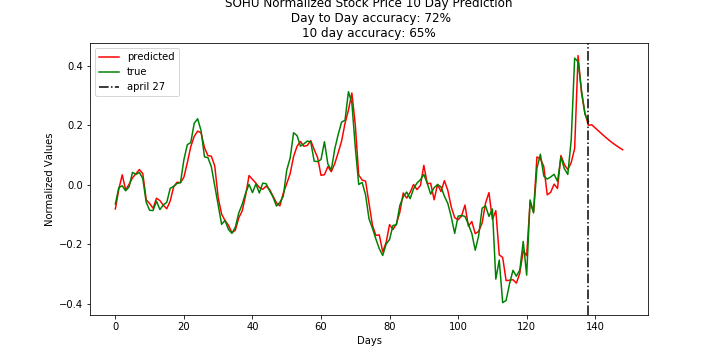 SOHU Normalized Stock Price 10 Day Prediction
Day to Day accuracy: 72%
10 day accuracy: 65%
predicted
true
april 27
Normalized Values
0.4
0.2
0.0
−0.2
−0.4
0 20 40 60 80 100 120 140
Days